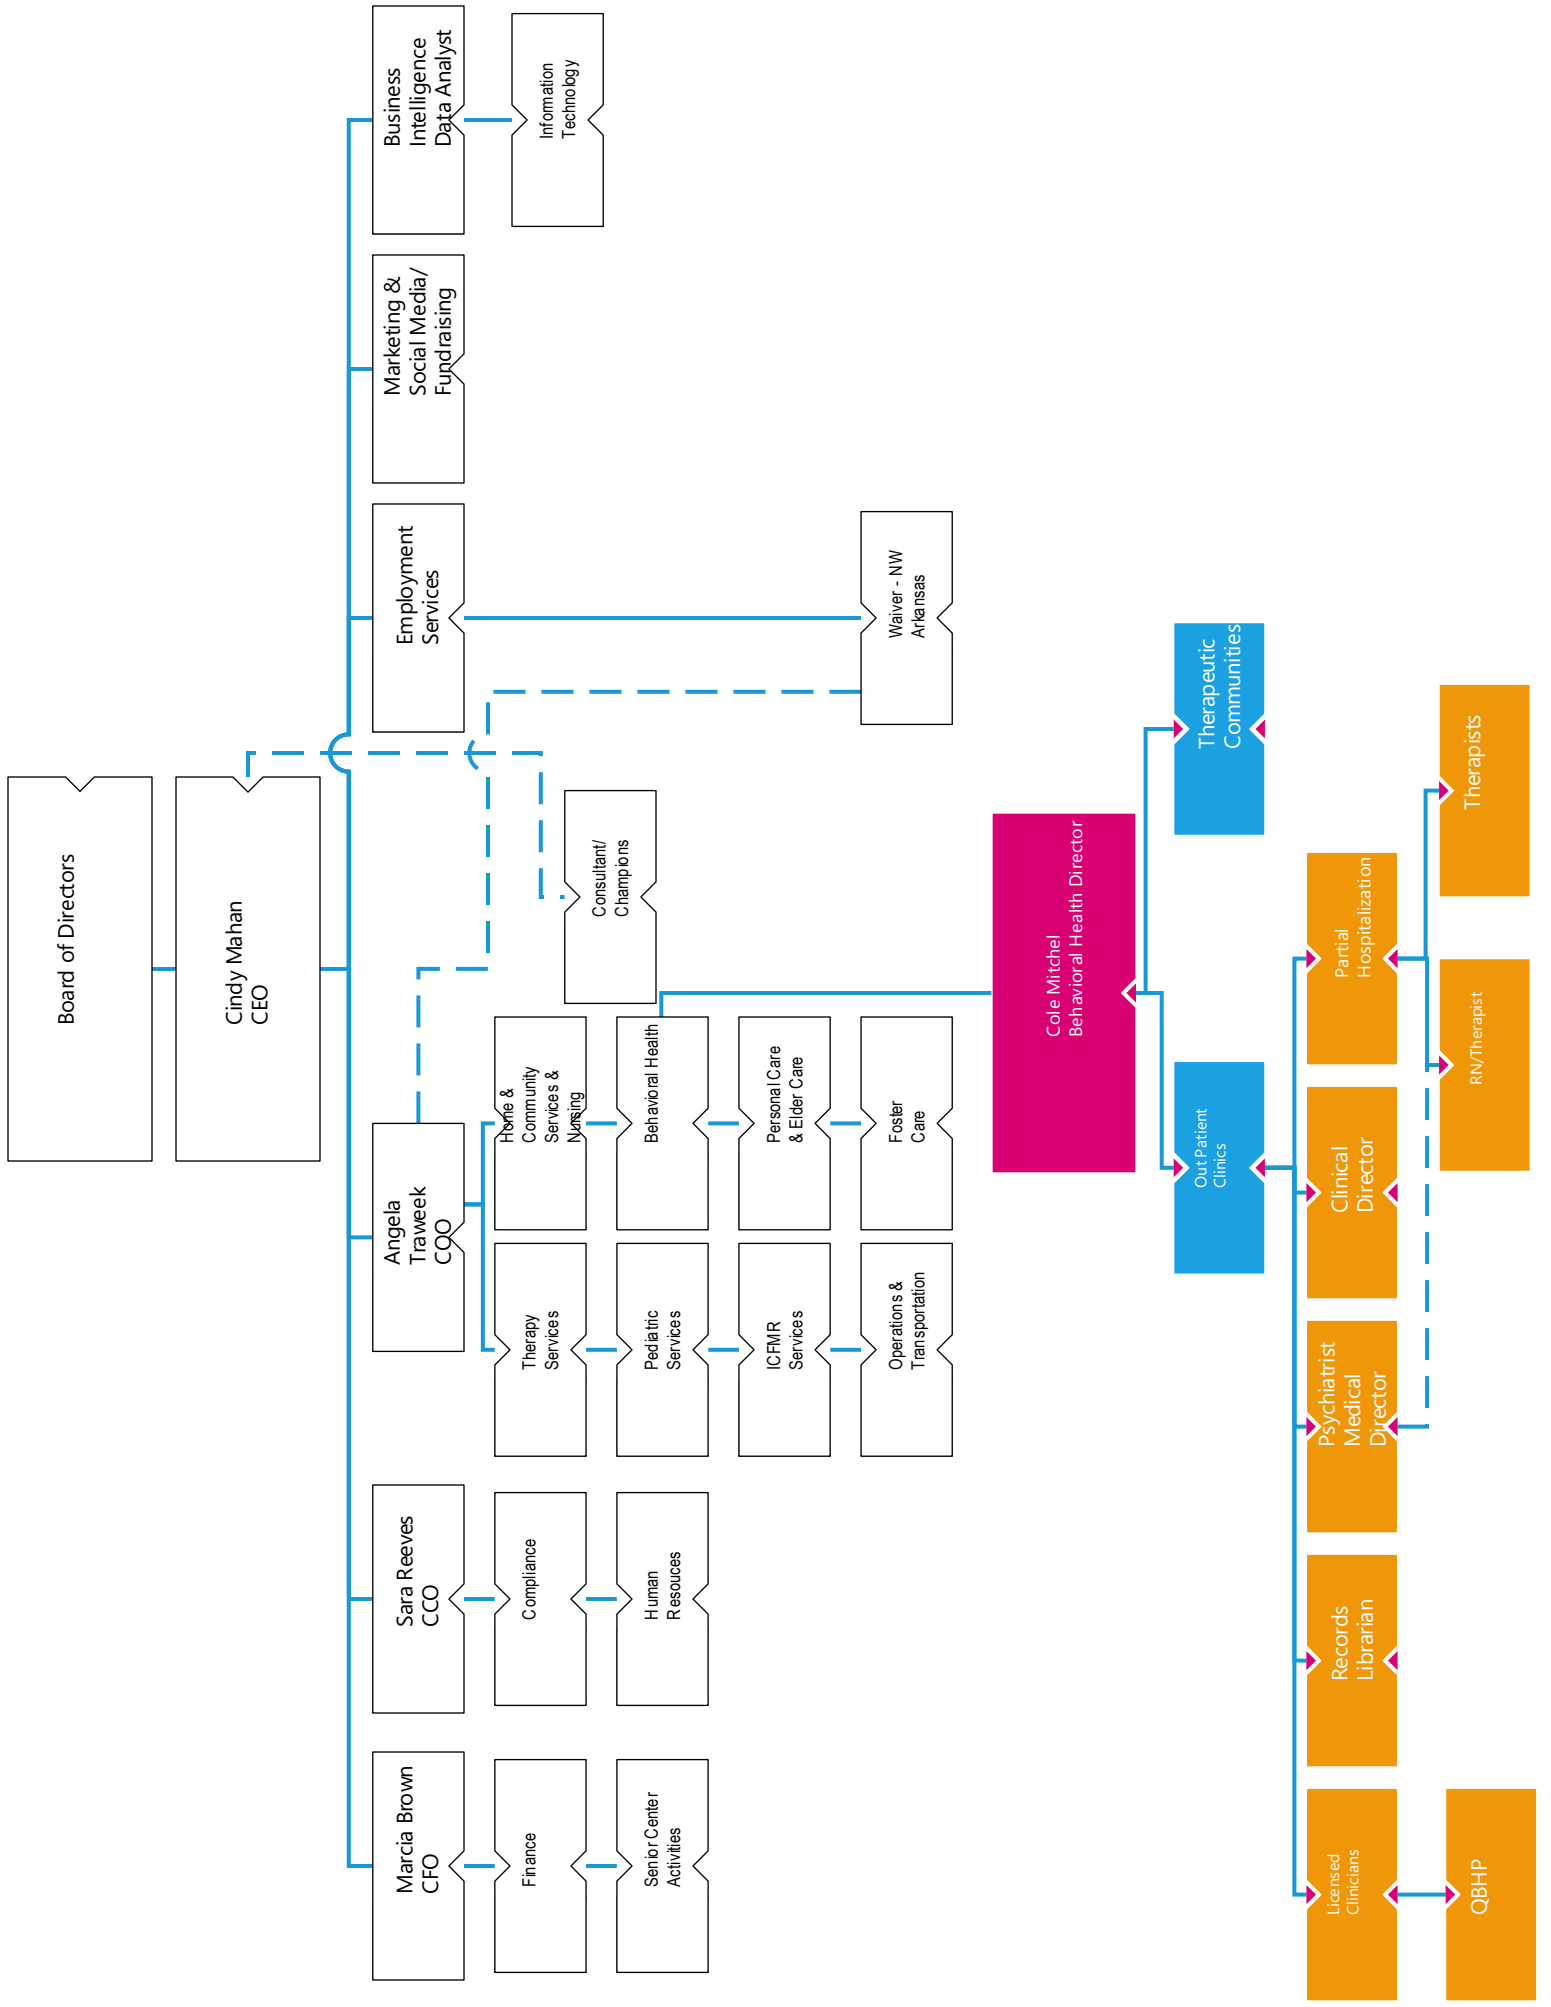 Board of Directors
Cindy Mahan
CEO
Marcia Brown
CFO
Sara Reeves
CCO
Angela
Traweek
COO
Employment
Services
Marketing &
Social Media/
Fundraising
Business
Intelligence
Data Analyst
Finance
Senior Center
Activities
Compliance
Human
Resouces
Therapy
Services
Pediatric
Services
ICFMR
Services
Operations &
Transportation
Home &
Community
Services &
Nursing
Behavioral Health
Personal Care
& Elder Care
Foster
Care
Consultant/
Champions
Waiver - NW
Arkansas
Information
Technology
Cole Mitchel
Behavioral Health Director
Out Patient
Clinics
Therapeutic
Communities
Licensed
Clinicians
Records
Librarian
Psychiatrist
Medical
Director
Clinical
Director
Partial
Hospitalization
QBHP
RN/Therapist
Therapists